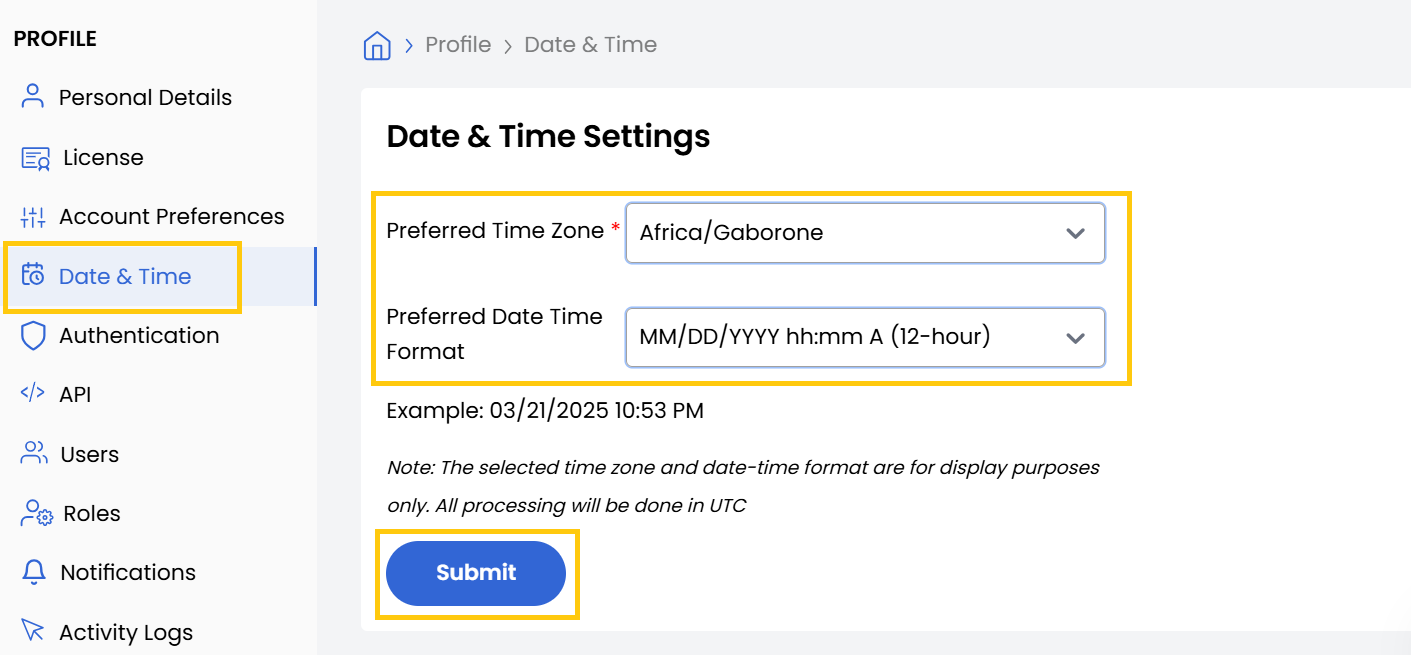 PROFILE
Personal Details
License
Account Preferences
Date & Time
Authentication
API
Users
Roles
Notifications
Activity Logs
Profile > Date & Time
Date & Time Settings
Preferred Time Zone * Africa/Gaborone
Preferred Date Time
Format
MM/DD/YYYY hh:mm A (12-hour)
Example: 03/21/2025 10:53 PM
Note: The selected time zone and date-time format are for display purposes
only. All processing will be done in UTC
Submit